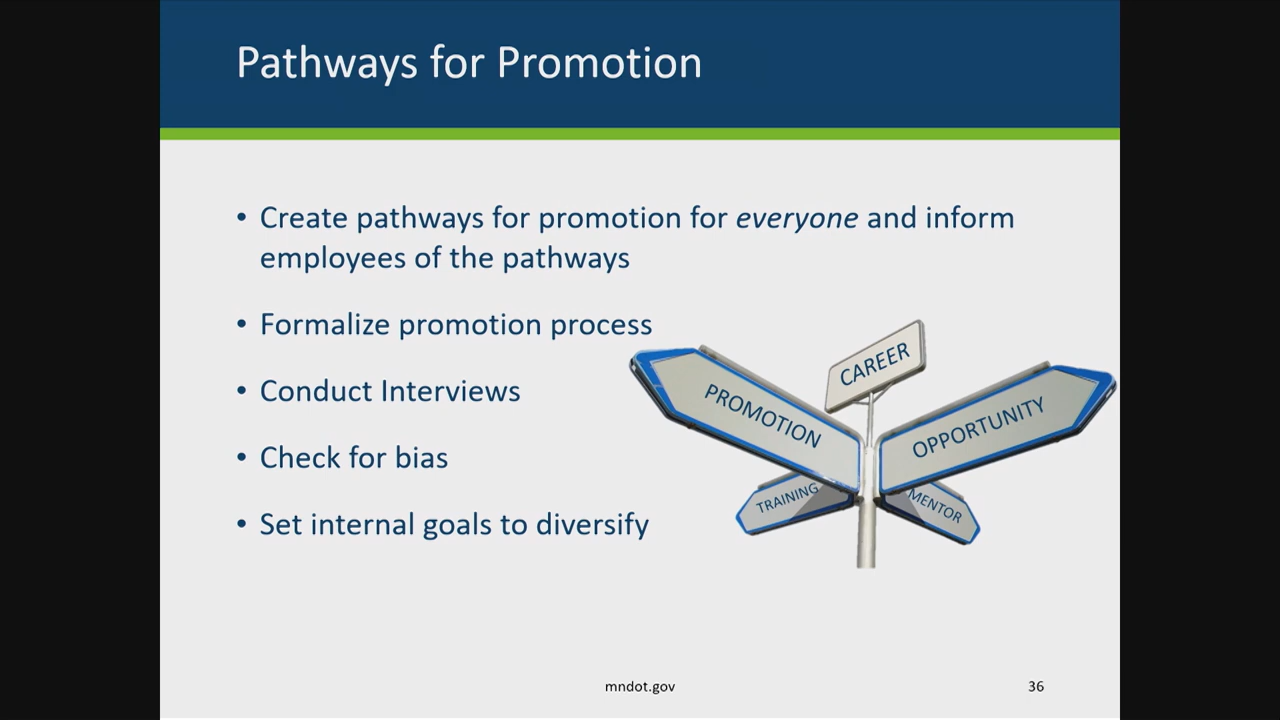 Pathways for Promotion
• Create pathways for promotion for everyone and inform
employees of the pathways
• Formalize promotion process
• Conduct Interviews
• Check for bias
• Set internal goals to diversify
CAREER
PROMOTION
OPPORTUNITY
TRAINING
MENTOR
mndot.gov
36